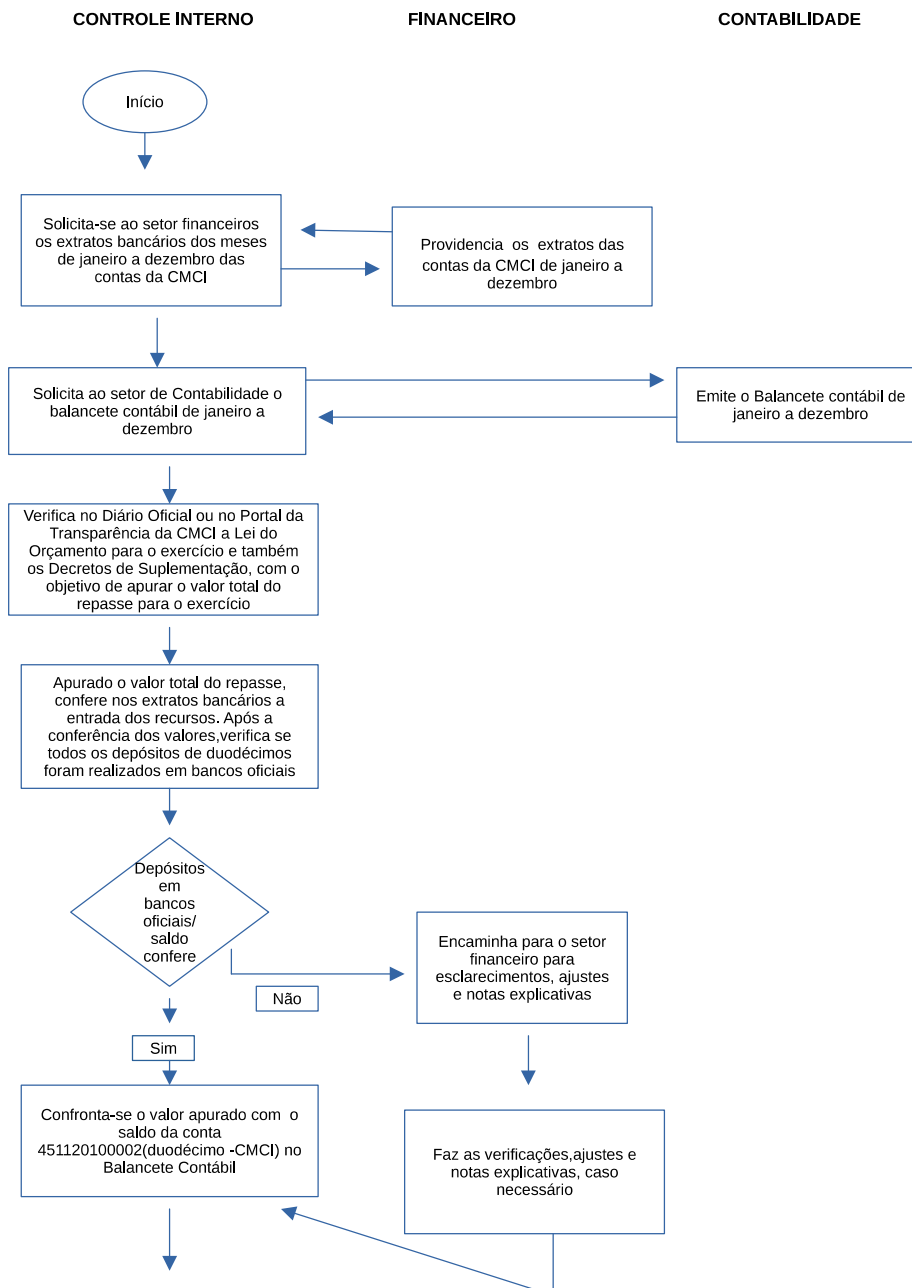 CONTROLE INTERNO
FINANCEIRO
CONTABILIDADE
Início
Solicita-se ao setor financeiros
os extratos bancários dos meses
de janeiro a dezembro das
contas da CMCI
Providencia os extratos das
contas da CMCI de janeiro a
dezembro
Solicita ao setor de Contabilidade o
balancete contábil de janeiro a
dezembro
Emite o Balancete contábil de
janeiro a dezembro
Verifica no Diário Oficial ou no Portal da
Transparência da CMCI a Lei do
Orçamento para o exercício e também
os Decretos de Suplementação, com o
objetivo de apurar o valor total do
repasse para o exercício
Apurado o valor total do repasse,
confere nos extratos bancários a
entrada dos recursos. Após a
conferência dos valores,verifica se
todos os depósitos de duodécimos
foram realizados em bancos oficiais
Depósitos
em
bancos
oficiais/
saldo
confere
Não
Encaminha para o setor
financeiro para
esclarecimentos, ajustes
e notas explicativas
Sim
Confronta-se o valor apurado com o
saldo da conta
451120100002(duodécimo -CMCI) no
Balancete Contábil
Faz as verificações,ajustes e
notas explicativas, caso
necessário